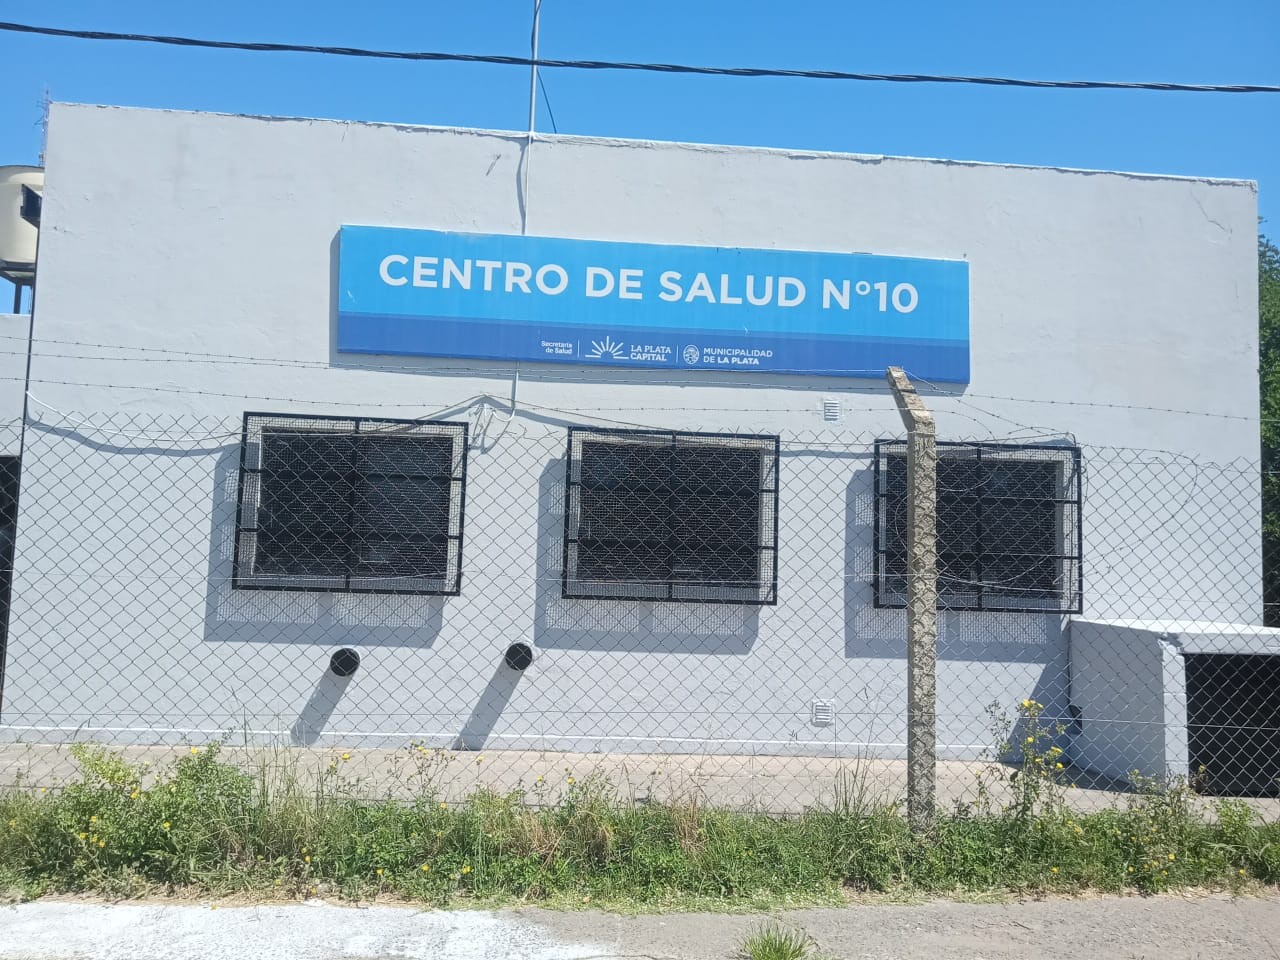 CENTRO DE SALUD N°10
Secretaría
de Salud
LA PLATA
CAPITAL
MUNICIPALIDAD
DE LA PLATA